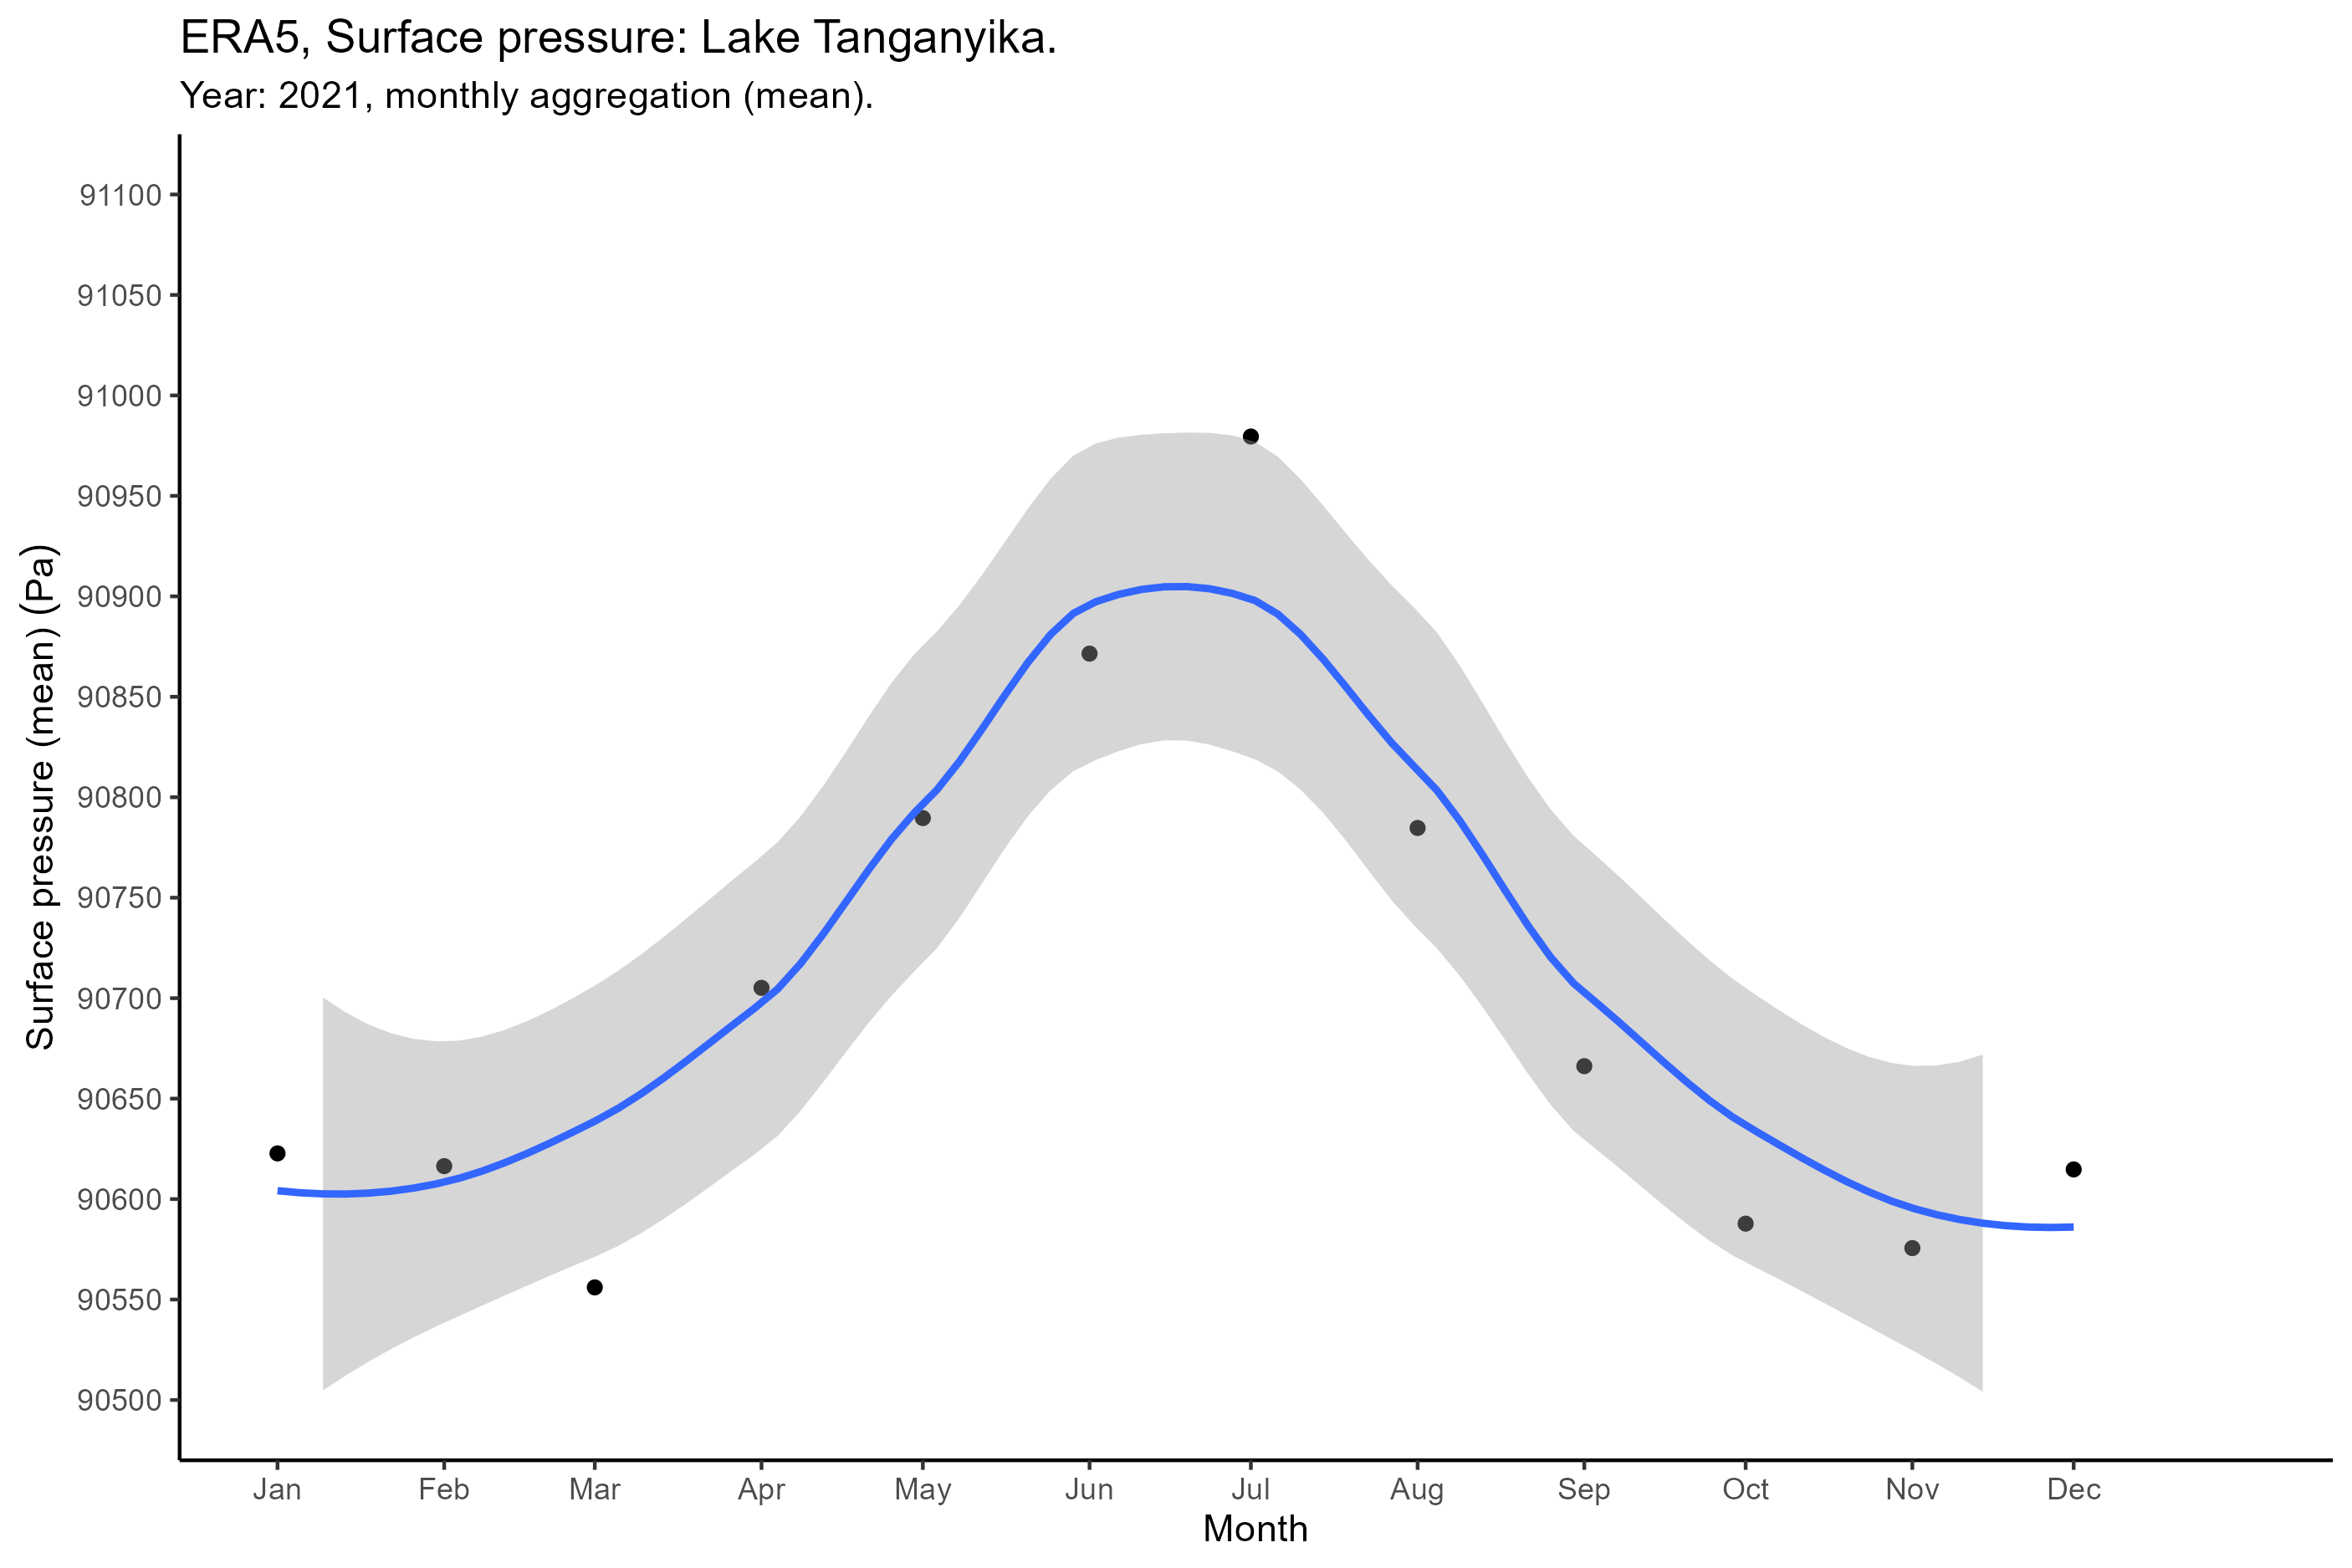 ERA5, Surface pressure: Lake Tanganyika.
Year: 2021, monthly aggregation (mean).
Surface pressure (mean) (Pa)
91100
91050
91000
90950
90900
90850
90800
90750
90700
90650
90600
90550
90500
Jan Feb Mar Apr May Jun Jul Aug Sep Oct Nov Dec
Month